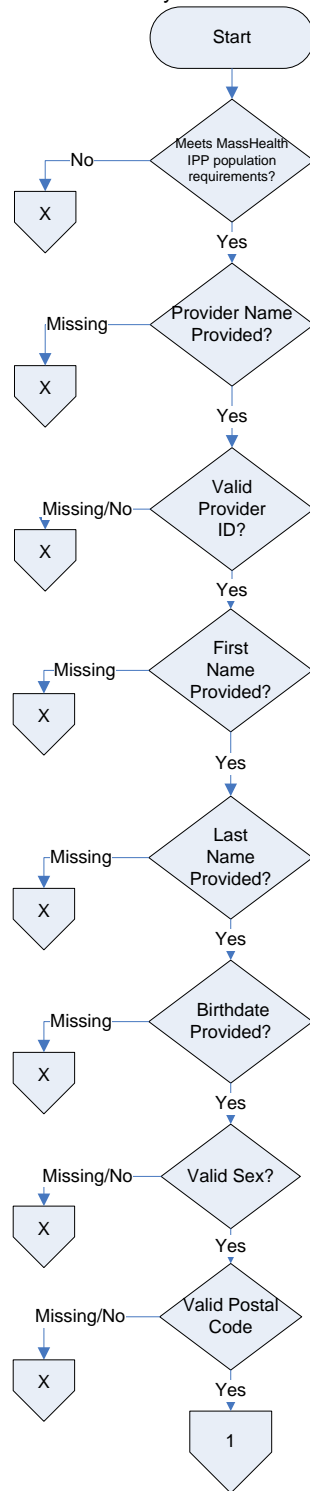 Start
Meets MassHealth
IPP population
requirements?
No
X
Yes
Provider Name
Provided?
Missing
X
Yes
Valid
Provider
ID?
Missing/No
X
Yes
First
Name
Provided?
Missing
X
Yes
Last
Name
Provided?
Missing
X
Yes
Birthdate
Provided?
Missing
X
Yes
Valid Sex?
Missing/No
X
Yes
Valid Postal
Code
Missing/No
X
Yes
1